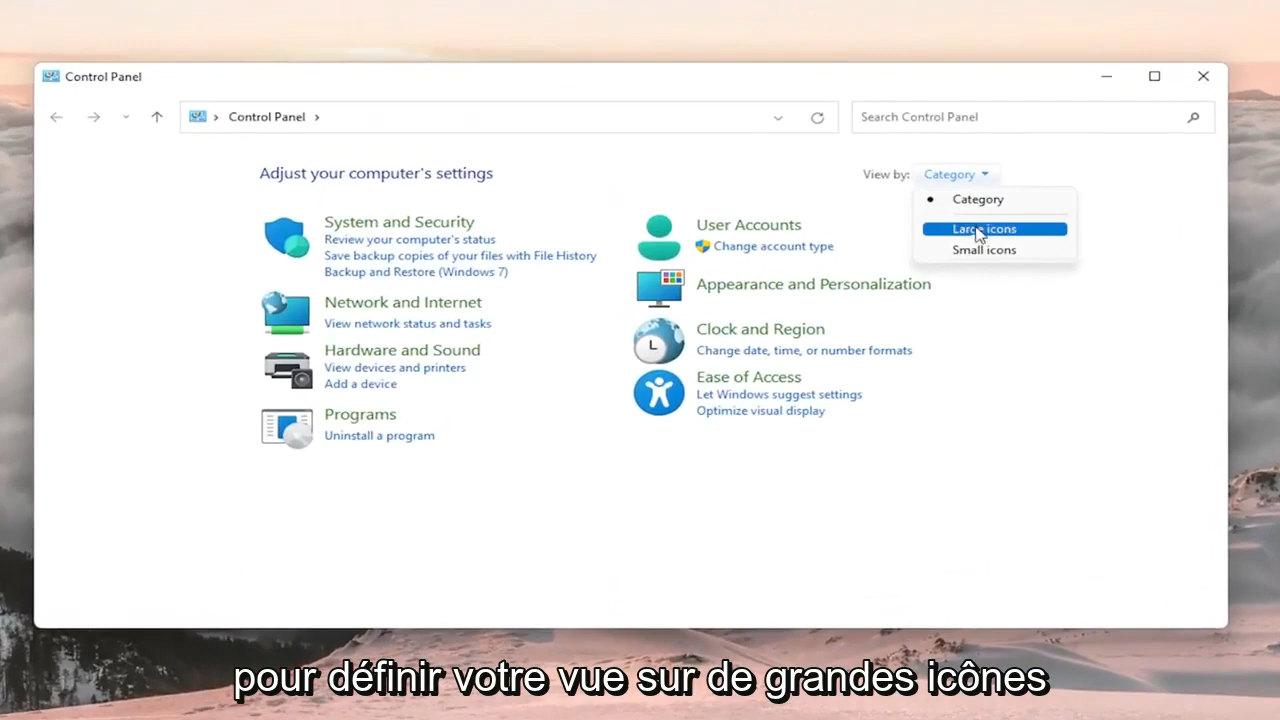 Control Panel
Control Panel
Search Control Panel
Adjust your computer's settings
View by: Category
Category
Large icons
Small icons
System and Security
Review your computer's status
Save backup copies of your files with File History
Backup and Restore (Windows 7)
Network and Internet
View network status and tasks
Hardware and Sound
View devices and printers
Add a device
Programs
Uninstall a program
User Accounts
Change account type
Appearance and Personalization
Clock and Region
Change date, time, or number formats
Ease of Access
Let Windows suggest settings
Optimize visual display
pour définir votre vue sur de grandes icônes